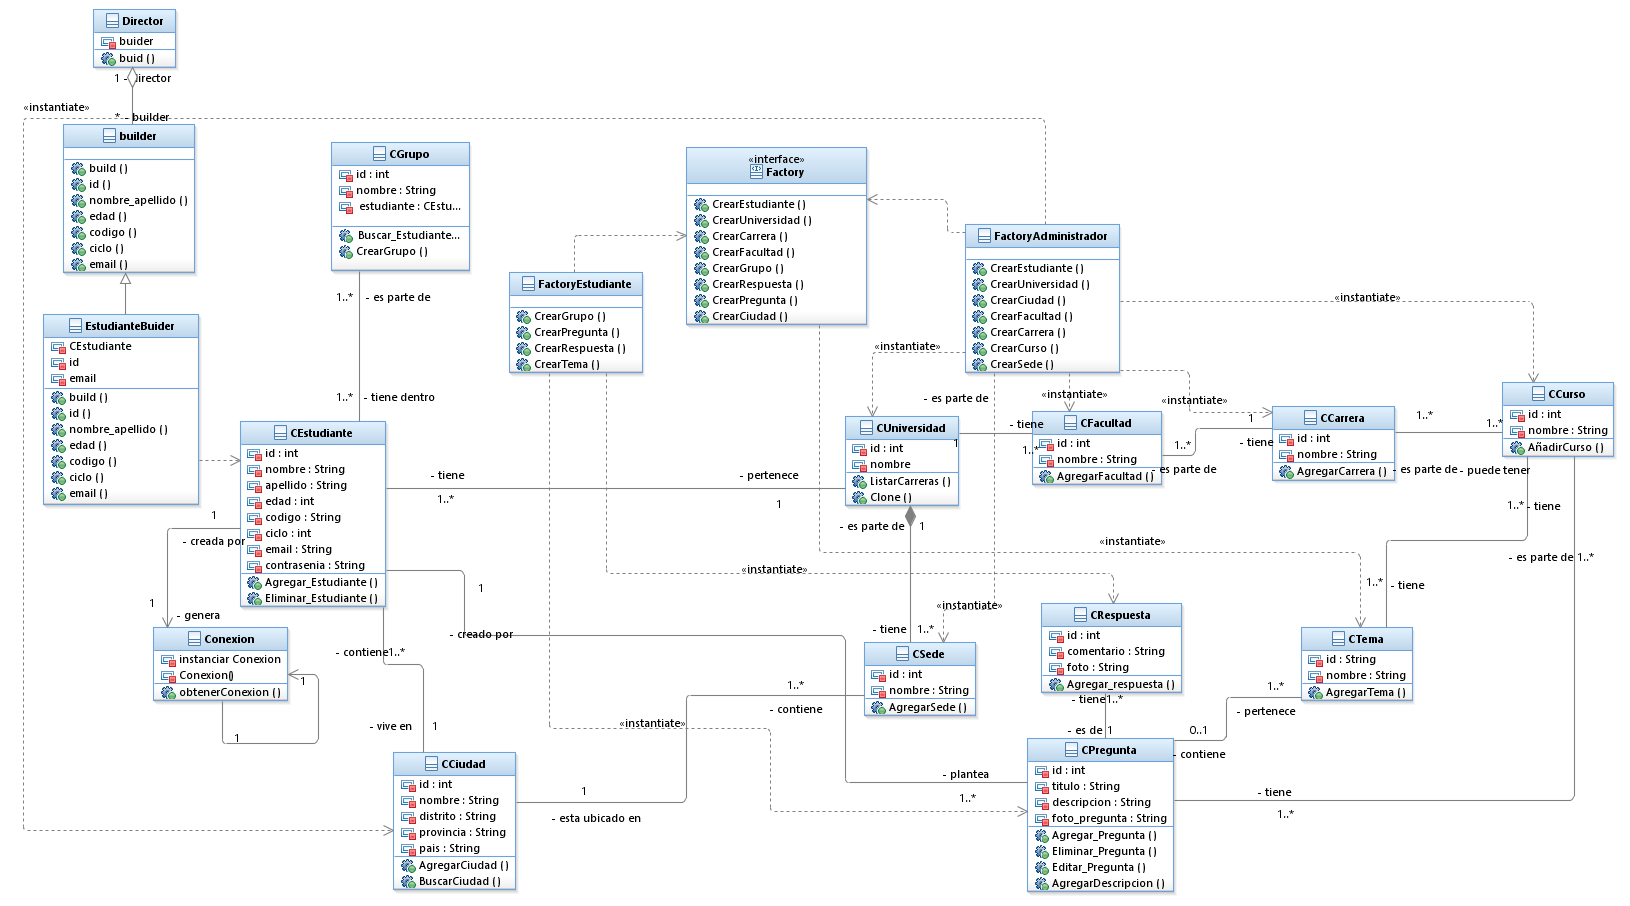 Director
buider
buid ()
1 - director
«instantiate»
* - builder
builder
build ()
id ()
nombre_apellido ()
edad ()
codigo ()
ciclo ()
email ()
EstudianteBuider
CEstudiante
id
email
build ()
id ()
nombre_apellido ()
edad ()
codigo ()
ciclo ()
email ()
CGrupo
id : int
nombre : String
estudiante : CEstu...
Buscar_Estudiante...
CrearGrupo ()
1..* - es parte de
1..* - tiene dentro
«interface»
Factory
CrearEstudiante ()
CrearUniversidad ()
CrearCarrera ()
CrearFacultad ()
CrearGrupo ()
CrearRespuesta ()
CrearPregunta ()
CrearCiudad ()
FactoryEstudiante
CrearGrupo ()
CrearPregunta ()
CrearRespuesta ()
CrearTema ()
FactoryAdministrador
CrearEstudiante ()
CrearUniversidad ()
CrearCiudad ()
CrearFacultad ()
CrearCarrera ()
CrearCurso ()
CrearSede ()
«instantiate»
«instantiate»
«instantiate»
«instantiate»
CEstudiante
id : int
nombre : String
apellido : String
edad : int
codigo : String
ciclo : int
email : String
contrasenia : String
Agregar_Estudiante ()
Eliminar_Estudiante ()
- tiene
1..*
- pertenece
1
CUniversidad
id : int
nombre
ListarCarreras ()
Clone ()
- es parte de
1
- tiene
1..*
CFacultad
id : int
nombre : String
AgregarFacultad ()
1..*
- es parte de
1
- tiene
CCarrera
id : int
nombre : String
AgregarCarrera ()
1..*
1..*
- es parte de
- puede tener
CCurso
id : int
nombre : String
AñadirCurso ()
1..* - tiene
- es parte de 1..*
1
- creada por
1
- genera
Conexion
instanciar Conexion
Conexion()
obtenerConexion ()
1
1
1
- creado por
- contiene 1..*
- vive en
1
CCiudad
id : int
nombre : String
distrito : String
provincia : String
pais : String
AgregarCiudad ()
BuscarCiudad ()
1
- esta ubicado en
1..*
- contiene
- es parte de
1
- tiene
1..*
CSede
id : int
nombre : String
AgregarSede ()
«instantiate»
«instantiate»
«instantiate»
«instantiate»
CRespuesta
id : int
comentario : String
foto : String
Agregar_respuesta ()
- tiene 1..*
- es de 1
CTema
id : String
nombre : String
AgregarTema ()
1..*
- tiene
1..*
- pertenece
0..1
- contiene
CPregunta
id : int
titulo : String
descripcion : String
foto_pregunta : String
Agregar_Pregunta ()
Eliminar_Pregunta ()
Editar_Pregunta ()
AgregarDescripcion ()
- plantea
1..*
- tiene
1..*